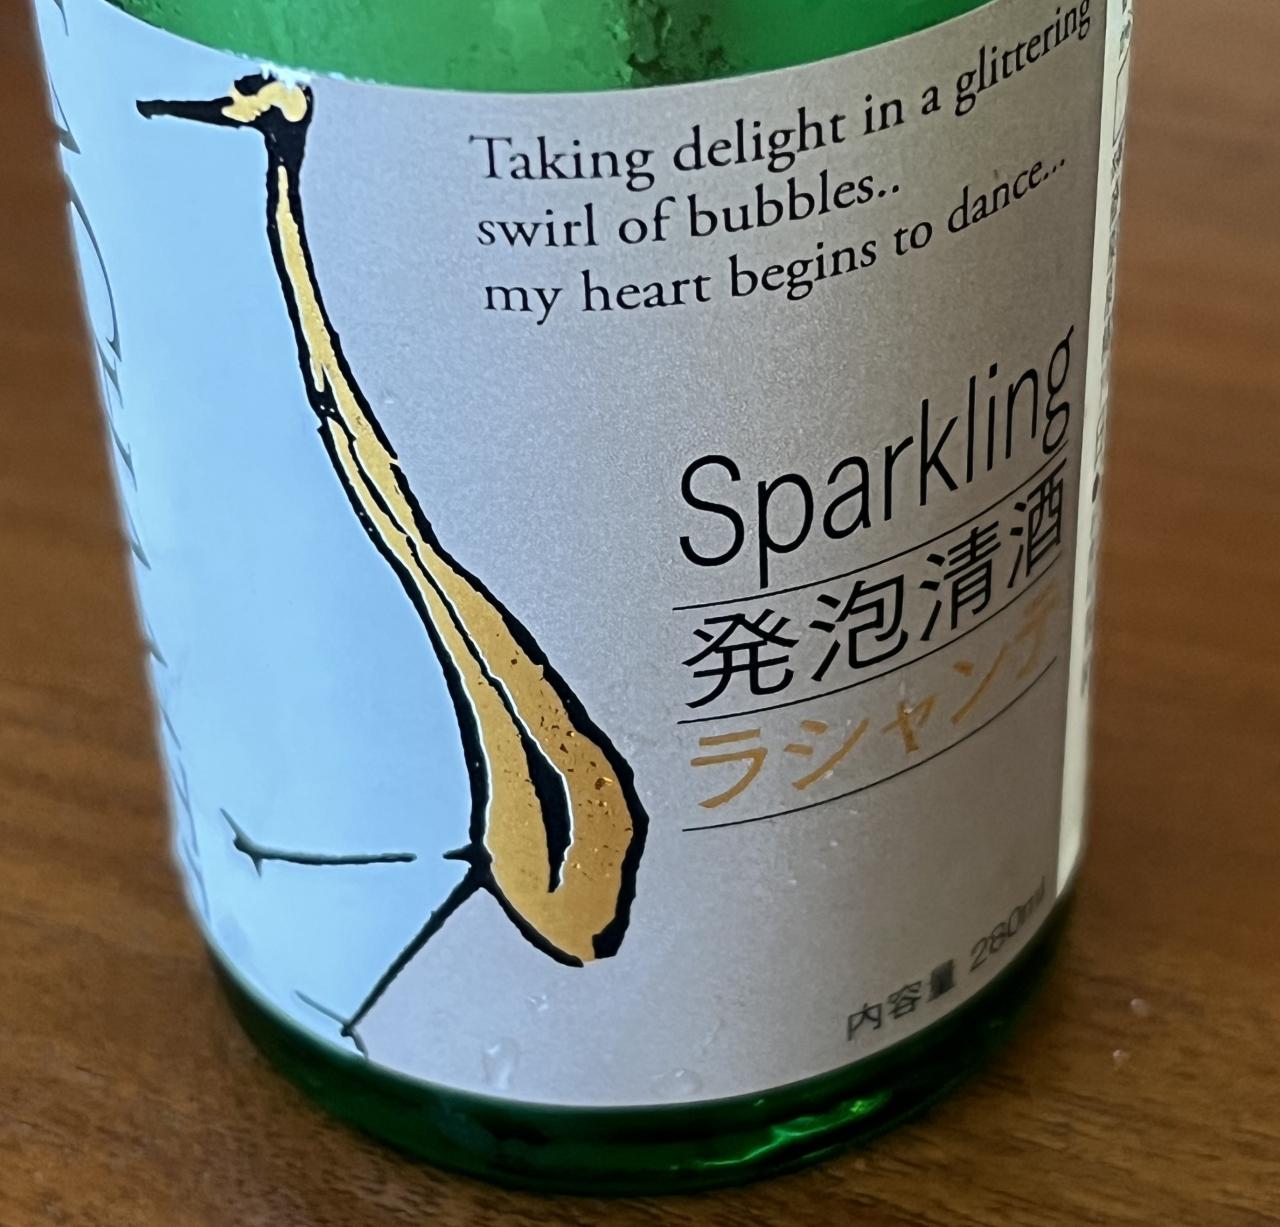 Taking delight in a glittering
swirl of bubbles..
my heart begins to dance...
Sparkling
発泡清酒
ラシャンテ
内容量 280ml